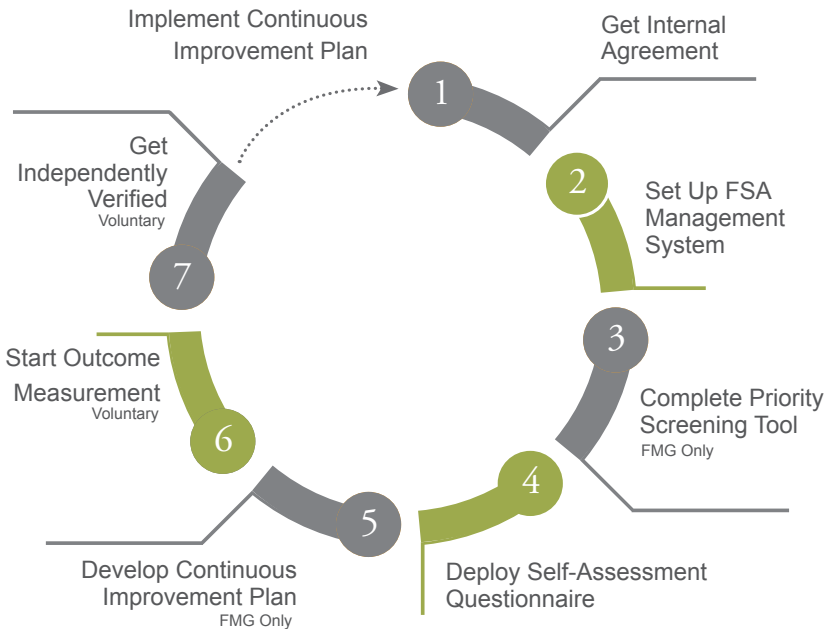 Implement Continuous
Improvement Plan
1
Get Internal
Agreement
2
Set Up FSA
Management
System
3
Complete Priority
Screening Tool
FMG Only
4
Deploy Self-Assessment
Questionnaire
5
Develop Continuous
Improvement Plan
FMG Only
6
Start Outcome
Measurement
Voluntary
7
Get
Independently
Verified
Voluntary